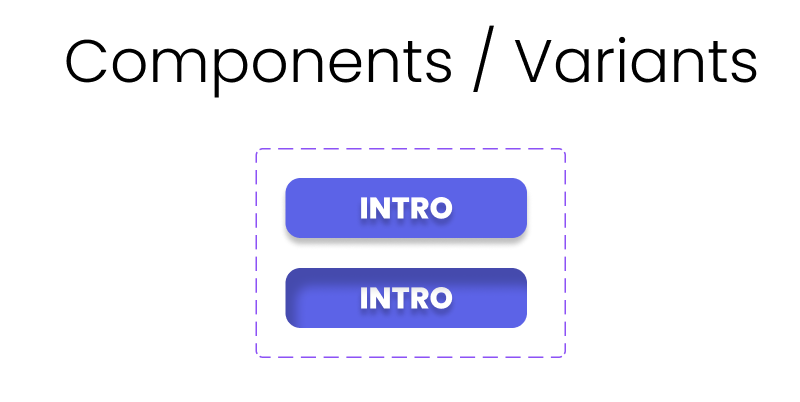 Components / Variants
INTRO
INTRO